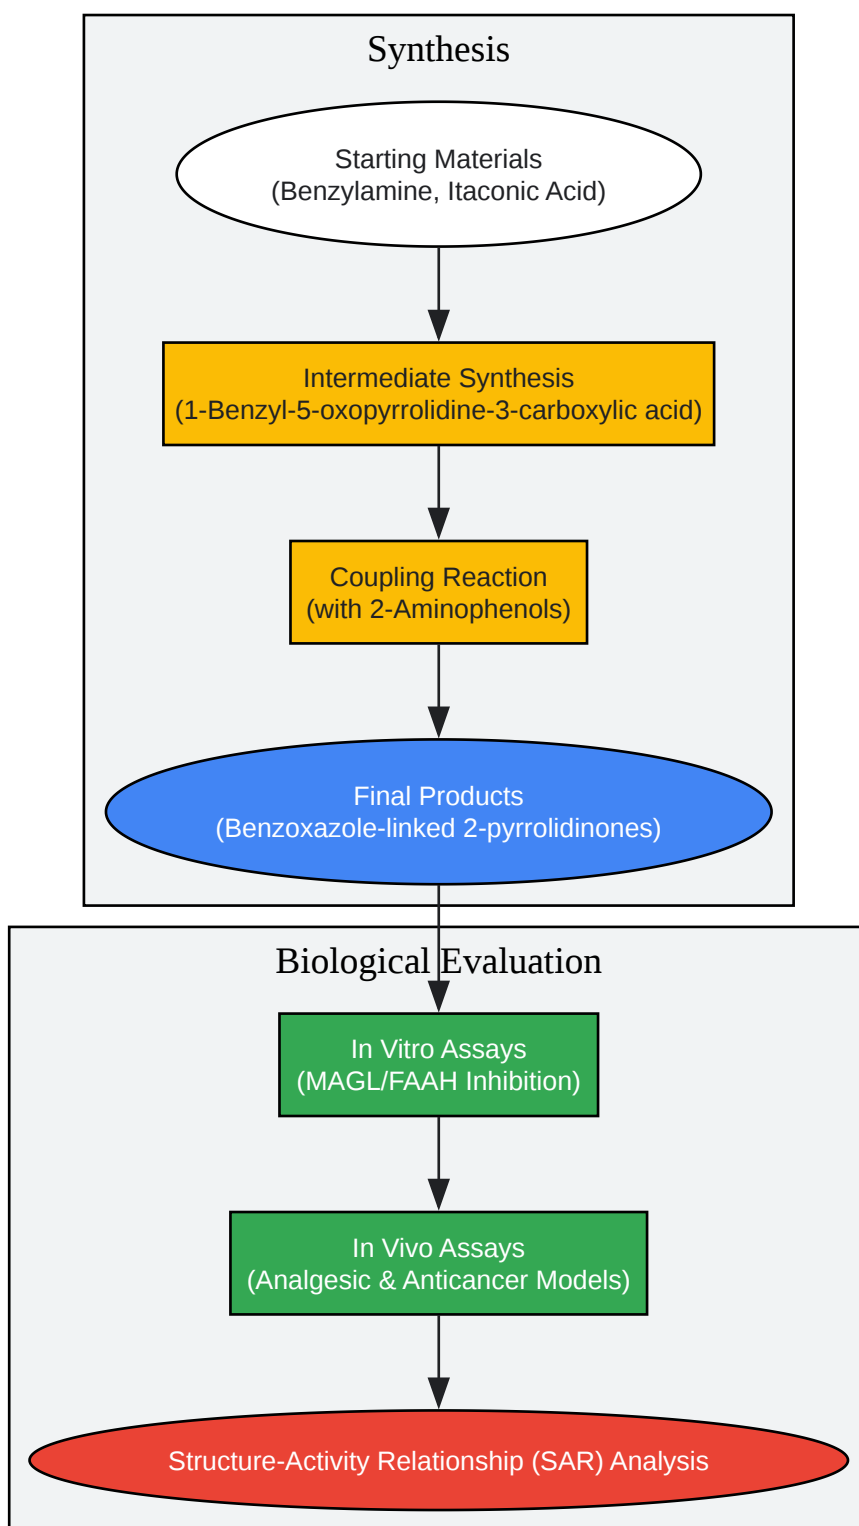 Synthesis
Starting Materials
(Benzylamine, Itaconic Acid)
Intermediate Synthesis
(1-Benzyl-5-oxopyrrolidine-3-carboxylic acid)
Coupling Reaction
(with 2-Aminophenols)
Final Products
(Benzoxazole-linked 2-pyrrolidinones)
Biological Evaluation
In Vitro Assays
(MAGL/FAAH Inhibition)
In Vivo Assays
(Analgesic & Anticancer Models)
Structure-Activity Relationship (SAR) Analysis